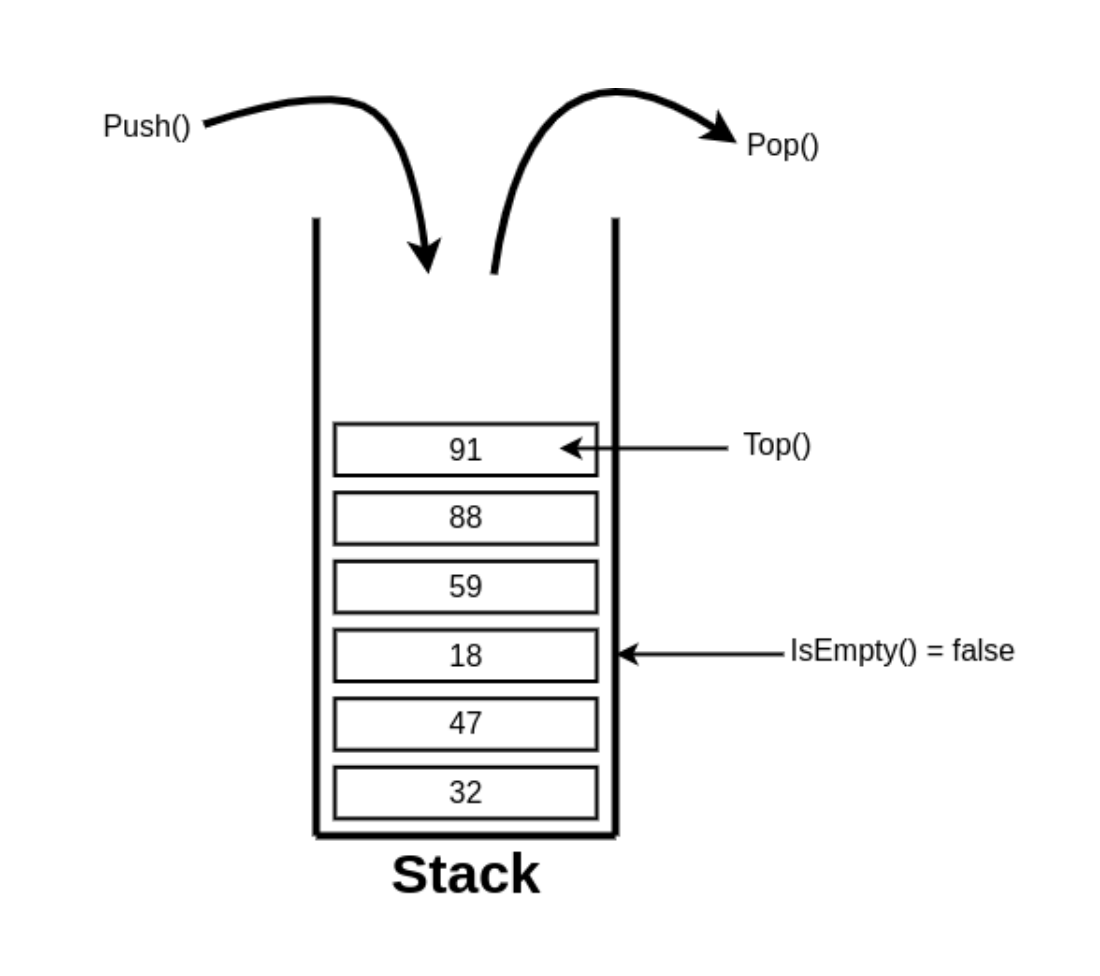 Push()
Pop()
91
Top()
88
59
18
IsEmpty() = false
47
32
Stack